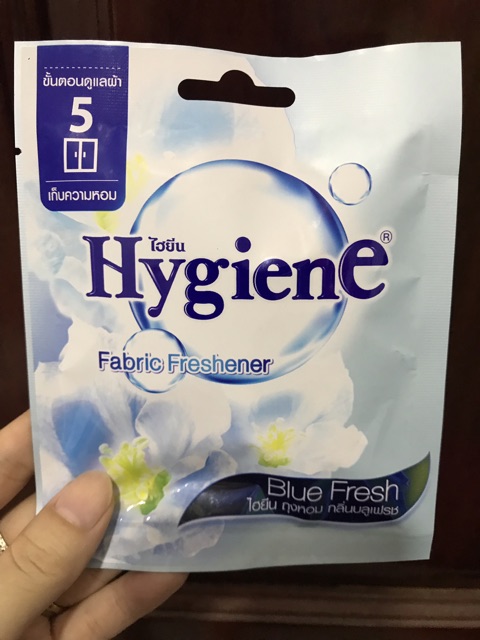 ขั้นตอนดูแลผ้า
5
เก็บความหอม
ไฮยีน
Hygiene®
Fabric Freshener
Blue Fresh
ไฮยีน ถุงหอม กลิ่นบลูเฟรช